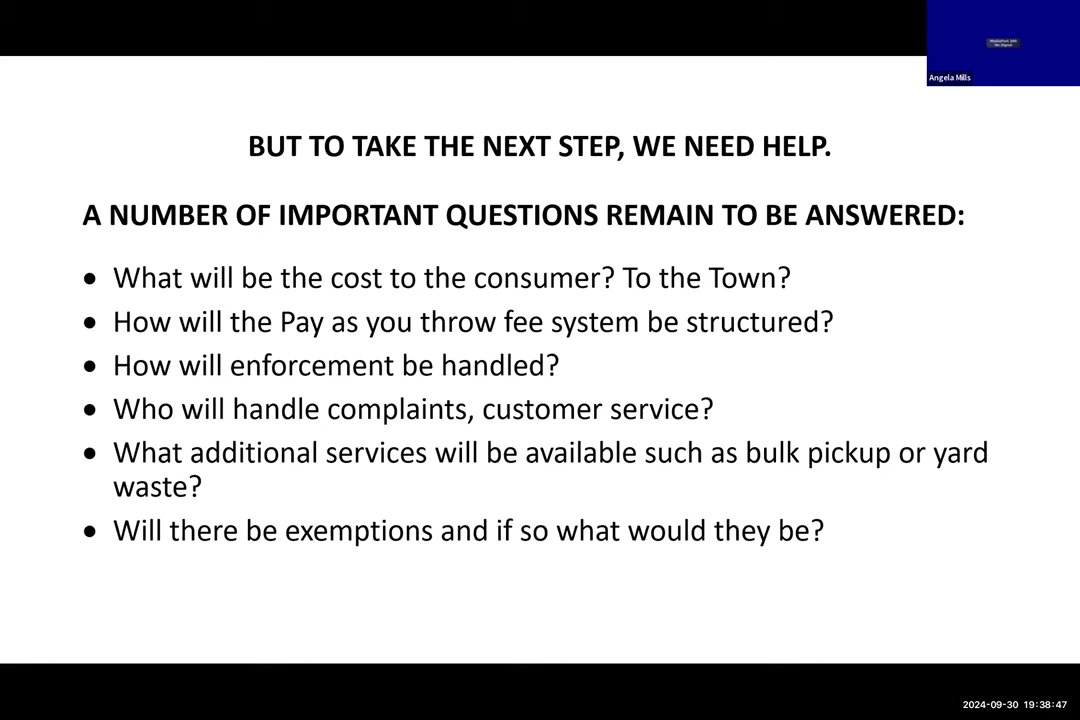 MediaPort 200
No Signal
Angela Mills
BUT TO TAKE THE NEXT STEP, WE NEED HELP.
A NUMBER OF IMPORTANT QUESTIONS REMAIN TO BE ANSWERED:
• What will be the cost to the consumer? To the Town?
• How will the Pay as you throw fee system be structured?
• How will enforcement be handled?
• Who will handle complaints, customer service?
• What additional services will be available such as bulk pickup or yard
waste?
• Will there be exemptions and if so what would they be?
2024-09-30 19:38:47